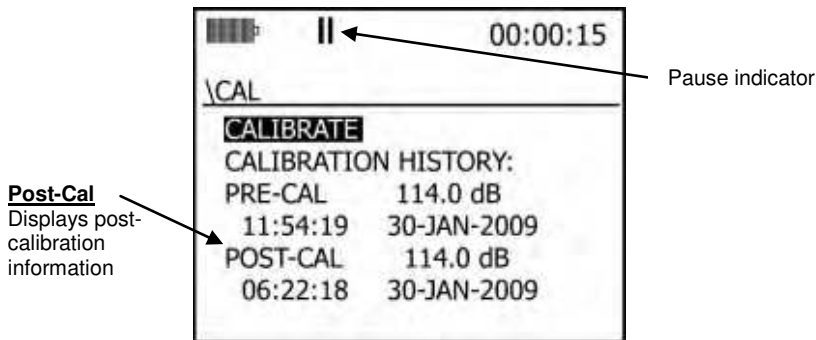 00:00:15
Pause indicator
\CAL
CALIBRATE
CALIBRATION HISTORY:
PRE-CAL 114.0 dB
11:54:19 30-JAN-2009
POST-CAL 114.0 dB
06:22:18 30-JAN-2009
Post-Cal
Displays post-
calibration
information